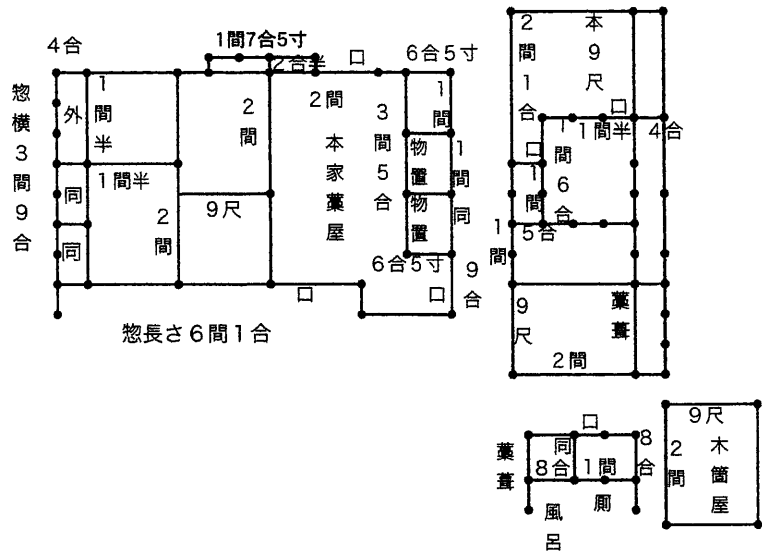 4合
1間7合5寸
2合半
口
6合5寸
惣横3間9合
外
1間半
2間
2間
本家藁屋
3間5合
1間
物置
1間
同
1間半
同
2間
9尺
物置
同
6合5寸
9合
口
口
惣長さ6間1合
2間1合
本9尺
口
1間半
4合
1間6合
口
1間
5合
1間
9尺
藁葺
2間
藁葺
口
同
8合
1間
8合
風呂
厠
9尺
2間
木箇屋